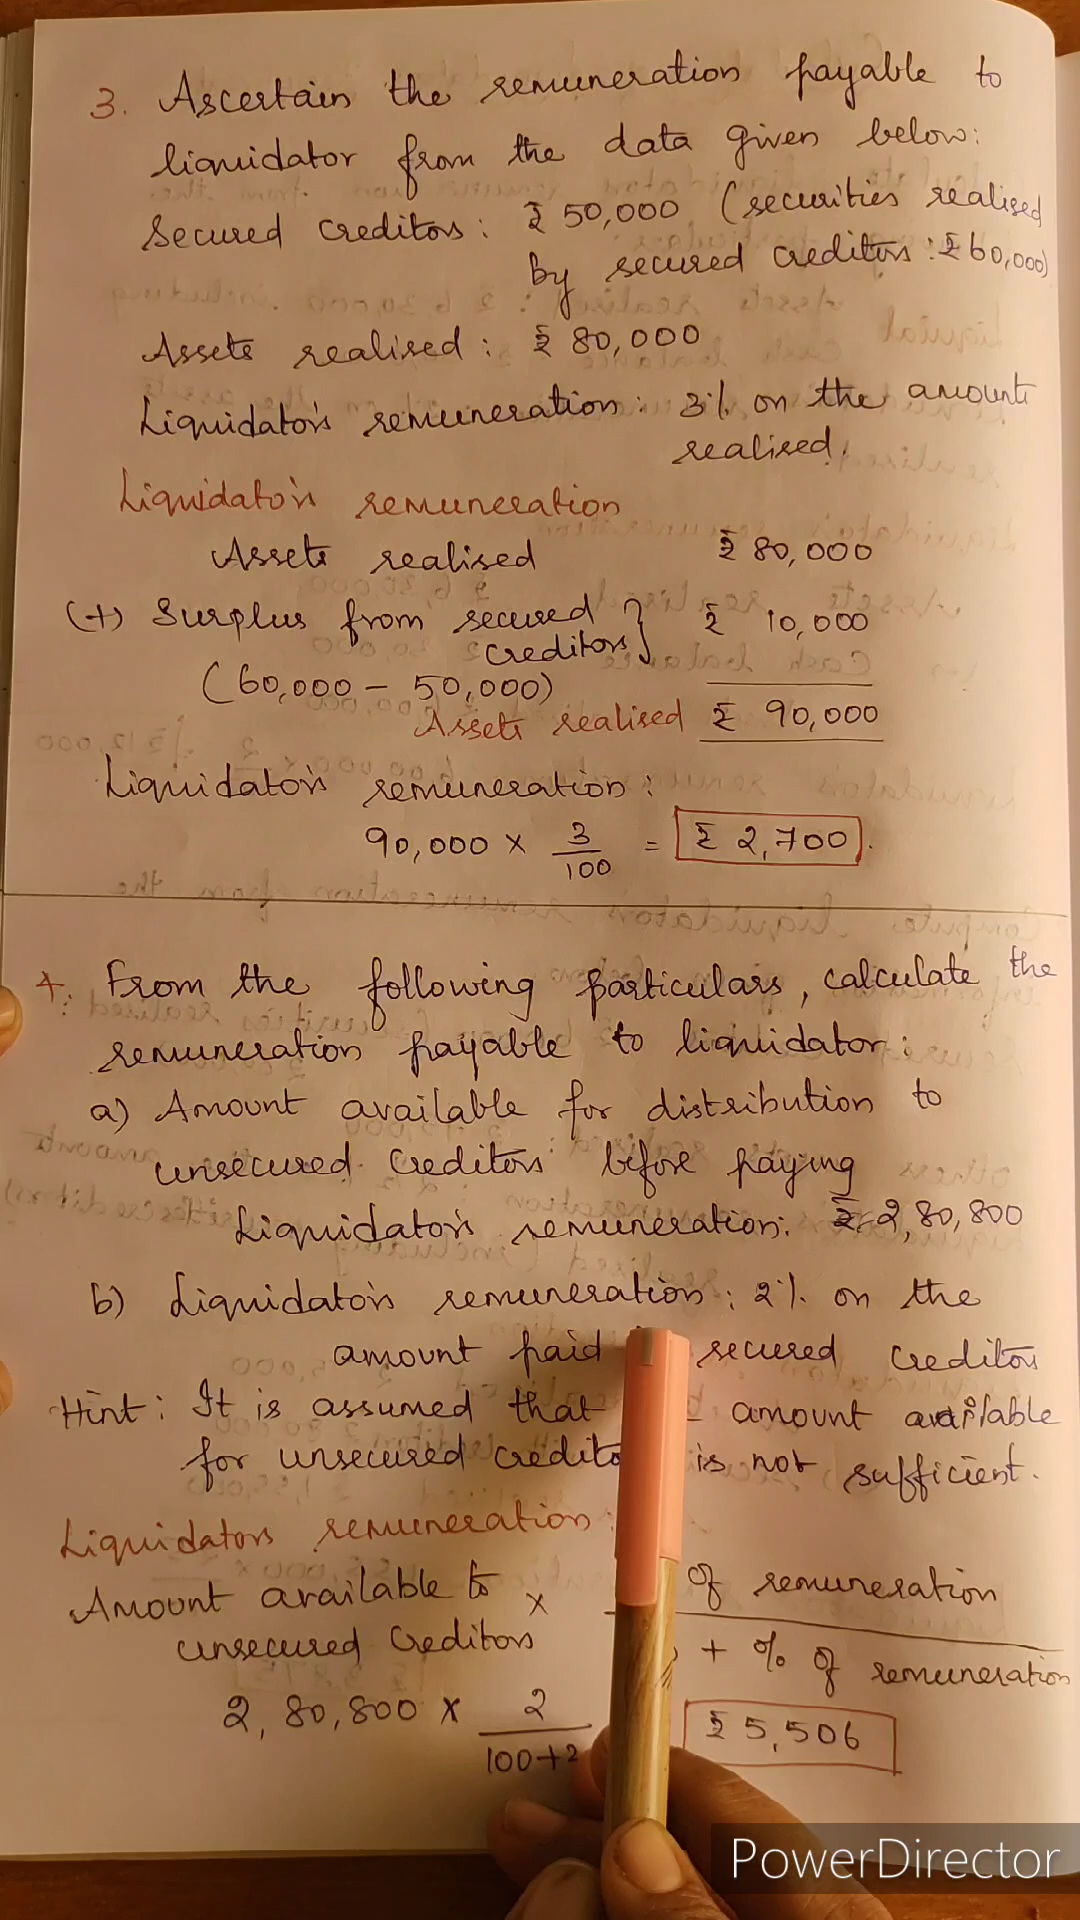 3. Ascertain the remuneration payable to
liquidator from the data given below:
Secured creditors: ₹ 50,000 (securities realised
by secured creditors: ₹60,000)
Assets realised: ₹ 80,000
Liquidator's remuneration: 3% on the amounts
realised.
Liquidator's remuneration
Assets realised ₹ 80,000
(+) Surplus from secured creditors} ₹ 10,000
(60,000 - 50,000)
Assets realised ₹ 90,000
Liquidator's remuneration:
90,000 × 3/100 = ₹ 2,700.
4. From the following particulars, calculate the
remuneration payable to liquidator:
a) Amount available for distribution to
unsecured creditors before paying
Liquidator's remuneration: ₹ 2,80,800
b) Liquidator's remuneration: 2% on the
amount paid secured creditors
Hint: It is assumed that amount available
for unsecured credito is not sufficient.
Liquidators remuneration:
Amount available to × of remuneration
unsecured creditors + % of remuneration
2,80,800 × 2/100+2 ₹ 5,506
PowerDirector